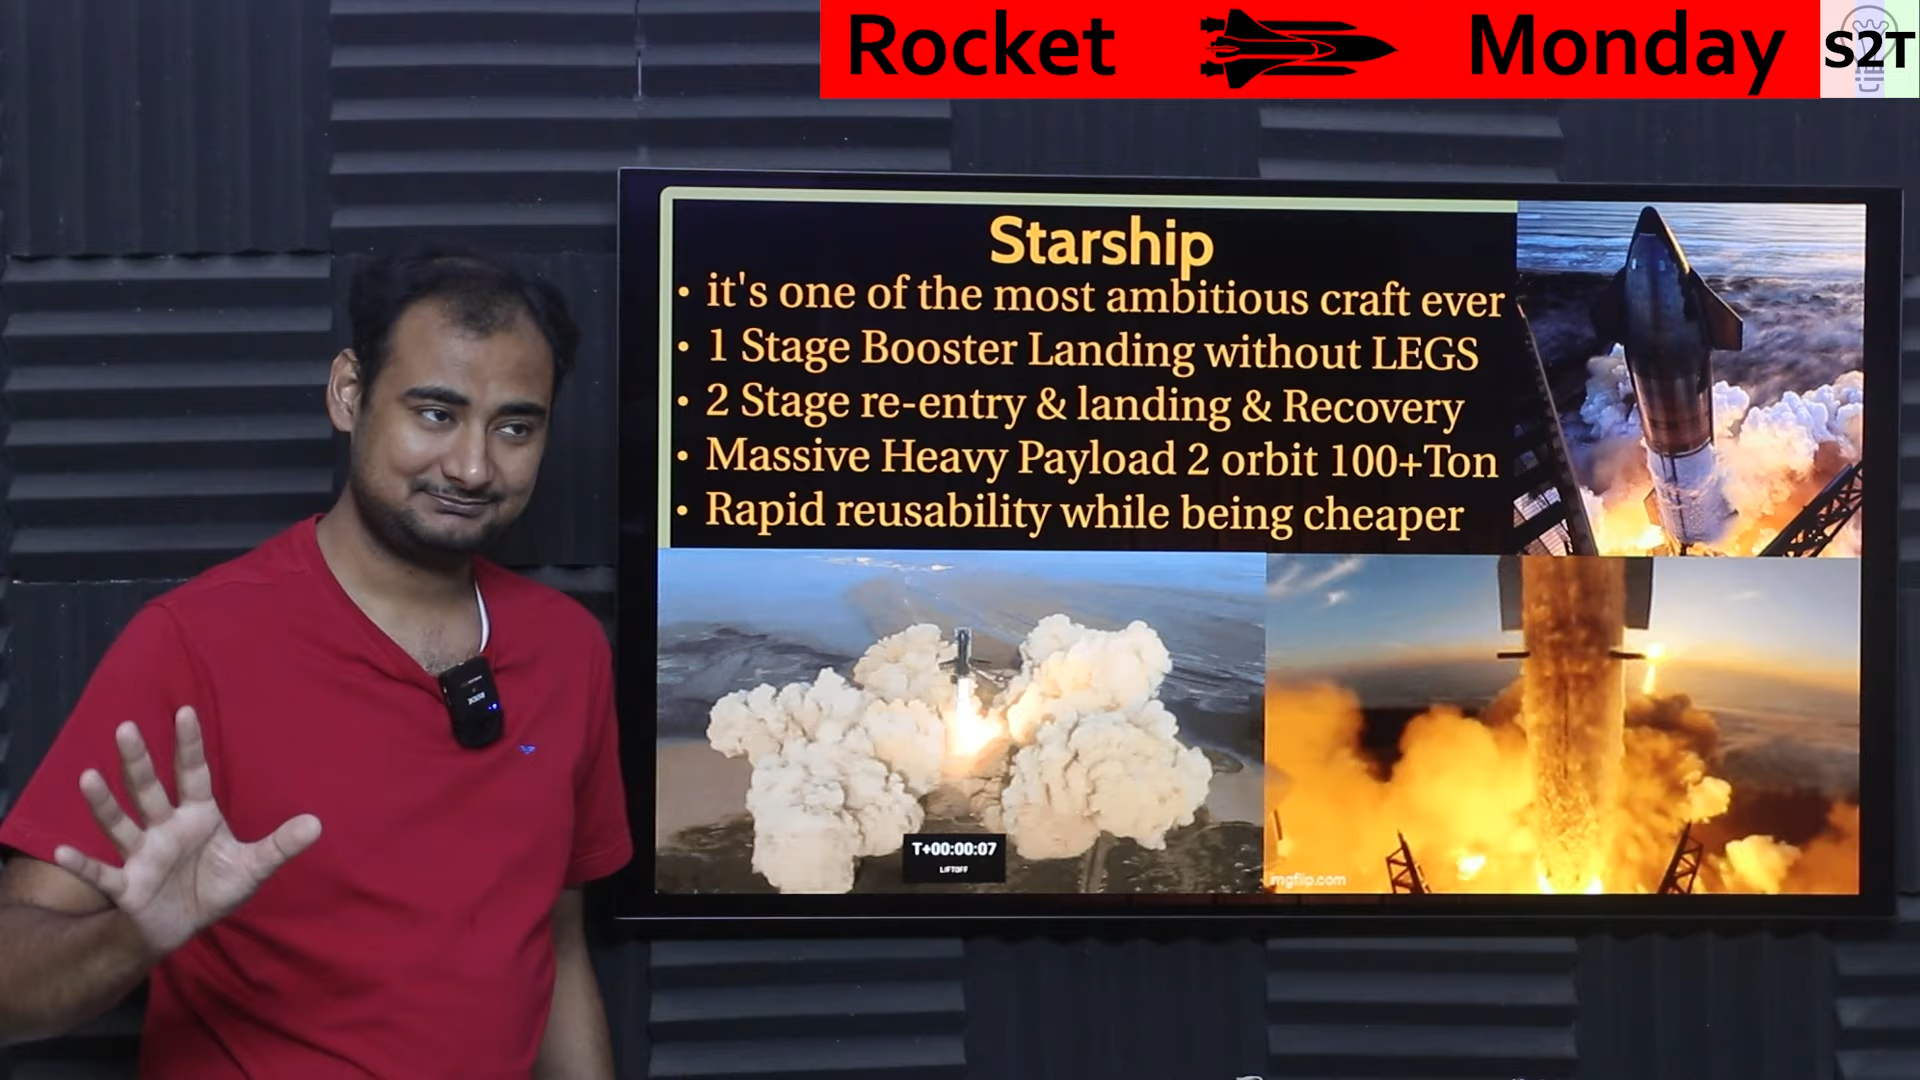 Rocket Monday
S2T
Starship
• it's one of the most ambitious craft ever
• 1 Stage Booster Landing without LEGS
• 2 Stage re-entry & landing & Recovery
• Massive Heavy Payload 2 orbit 100+Ton
• Rapid reusability while being cheaper
T+00:00:07
LIFTOFF
imgflip.com
RODE